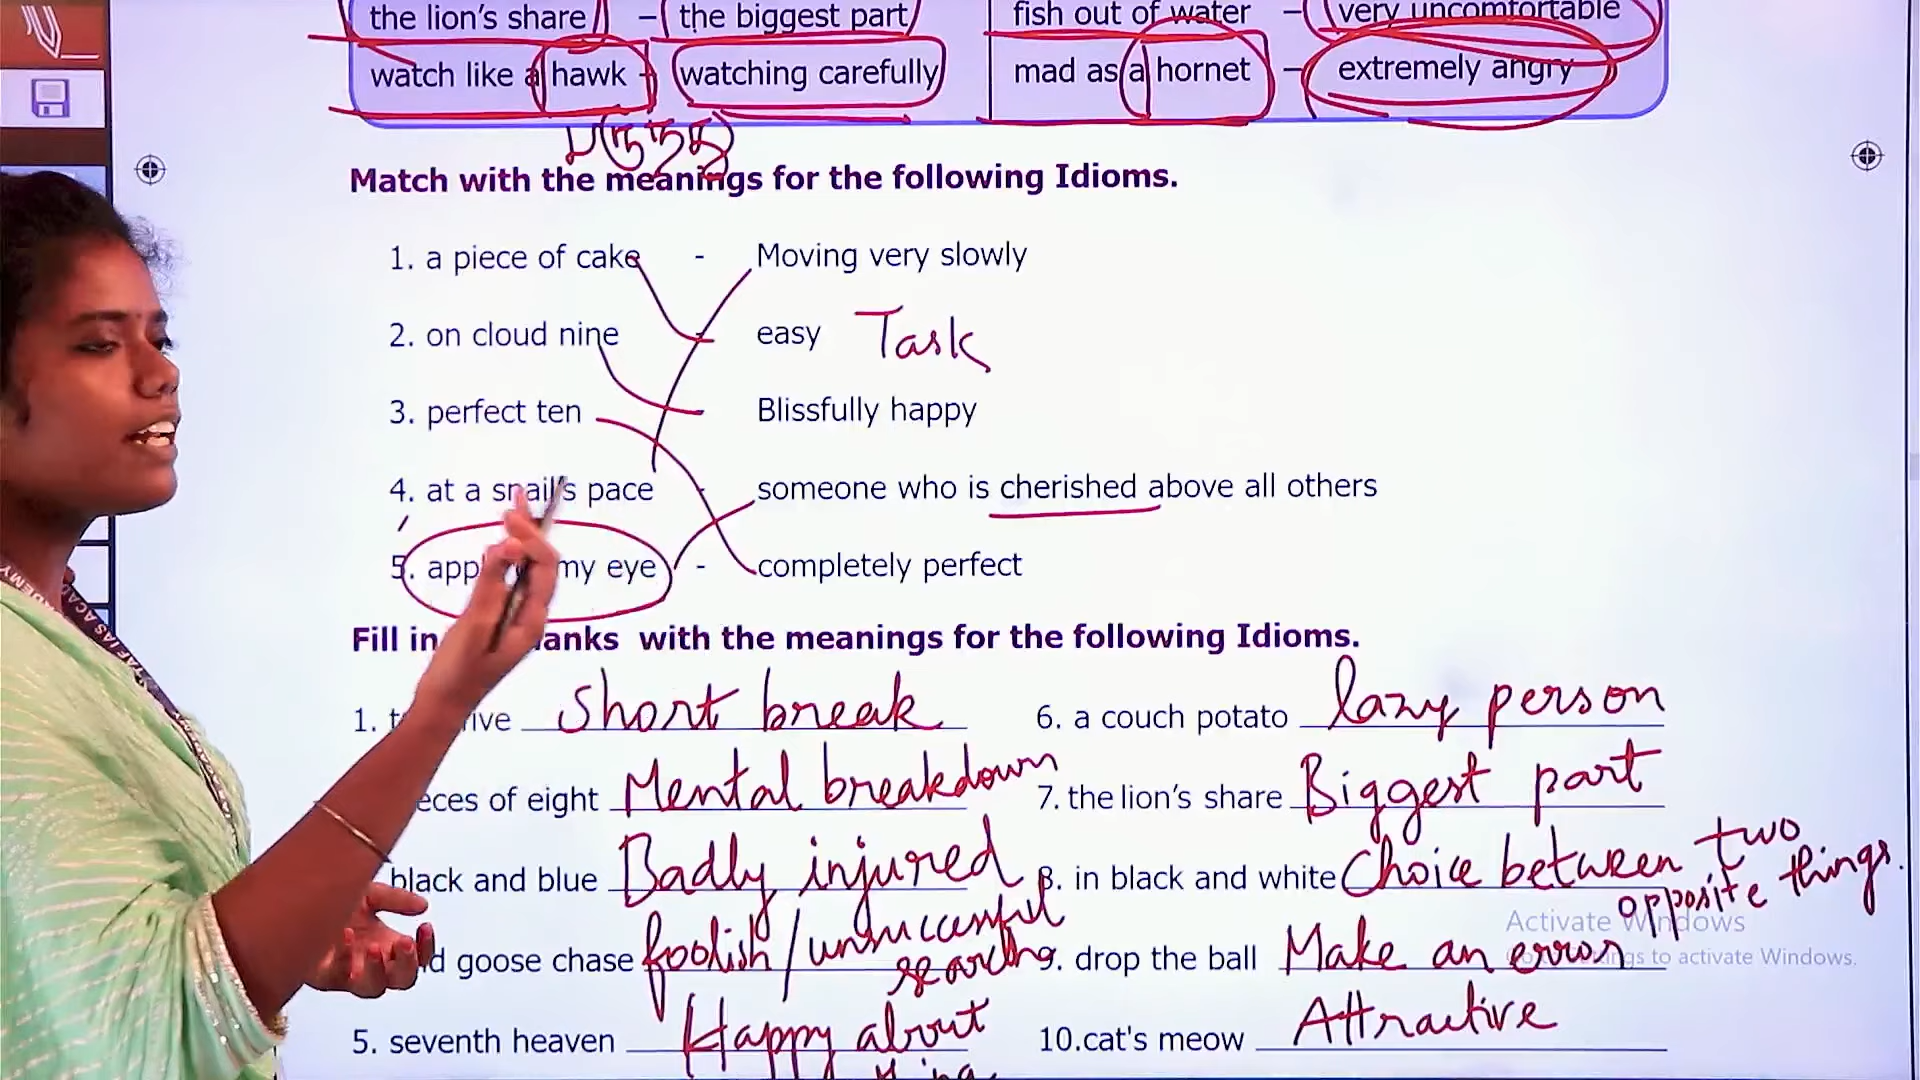 the lion's share – the biggest part fish out of water – very uncomfortable
watch like a hawk - watching carefully mad as a hornet – extremely angry
Match with the meanings for the following Idioms.
1. a piece of cake - Moving very slowly
2. on cloud nine - easy Task
3. perfect ten Blissfully happy
4. at a snail's pace - someone who is cherished above all others
5. my eye - completely perfect
Fill in with the meanings for the following Idioms.
1. short break 6. a couch potato lazy person
of eight Mental breakdown 7. the lion's share Biggest part
black and blue Badly injured 8. in black and white Choice between two
opposite things.
goose chase foolish / unsuccessful 9. drop the ball Make an error
searching
5. seventh heaven Happy about 10.cat's meow Attractive
Activate Windows
to activate Windows.